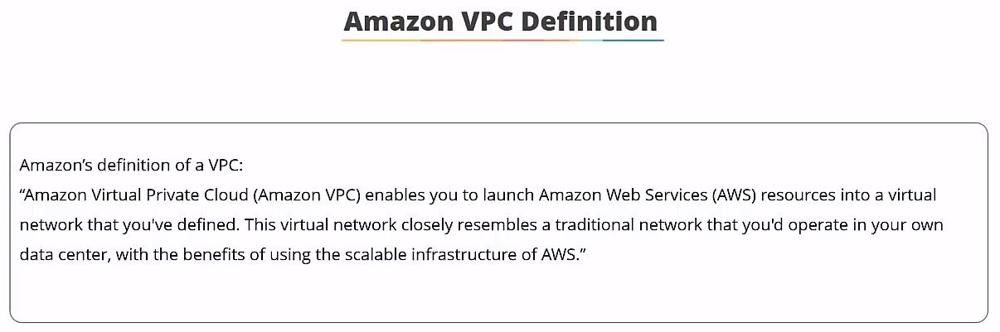 Amazon VPC Definition
Amazon’s definition of a VPC:
“Amazon Virtual Private Cloud (Amazon VPC) enables you to launch Amazon Web Services (AWS) resources into a virtual
network that you've defined. This virtual network closely resembles a traditional network that you'd operate in your own
data center, with the benefits of using the scalable infrastructure of AWS.”